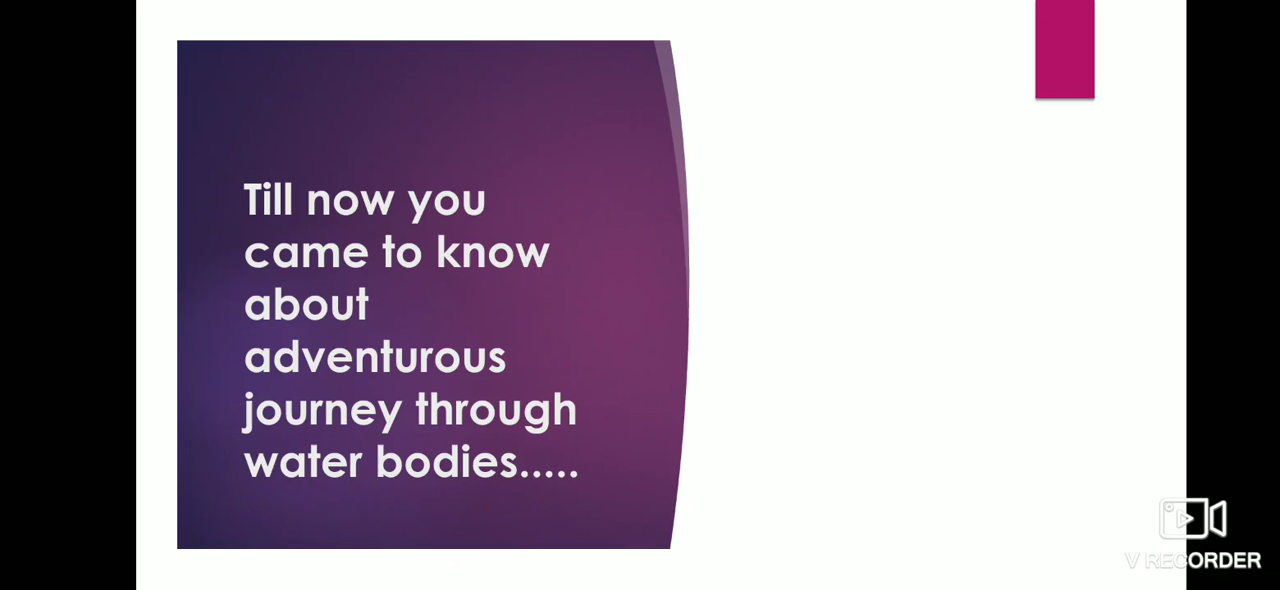 Till now you
came to know
about
adventurous
journey through
water bodies.....
V RECORDER